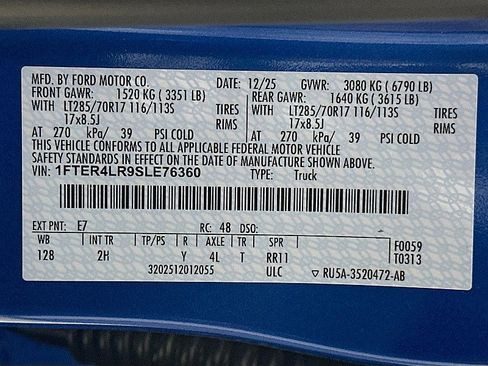 MFD. BY FORD MOTOR CO. DATE: 12/25 GVWR: 3080 KG ( 6790 LB)
FRONT GAWR: 1520 KG ( 3351 LB) REAR GAWR: 1640 KG ( 3615 LB)
WITH LT285/70R17 116/113S TIRES WITH LT285/70R17 116/113S TIRES
17x8.5J RIMS 17x8.5J RIMS
AT 270 kPa/ 39 PSI COLD AT 270 kPa/ 39 PSI COLD
THIS VEHICLE CONFORMS TO ALL APPLICABLE FEDERAL MOTOR VEHICLE
SAFETY STANDARDS IN EFFECT ON THE DATE OF MANUFACTURE SHOWN ABOVE.
VIN: 1FTER4LR9SLE76360 TYPE: Truck
EXT PNT: E7 RC: 48 DSO:
WB INT TR TP/PS R AXLE TR SPR F0059
128 2H Y 4L T RR11 T0313
3202512012055 ULC ▽ RU5A-3520472-AB